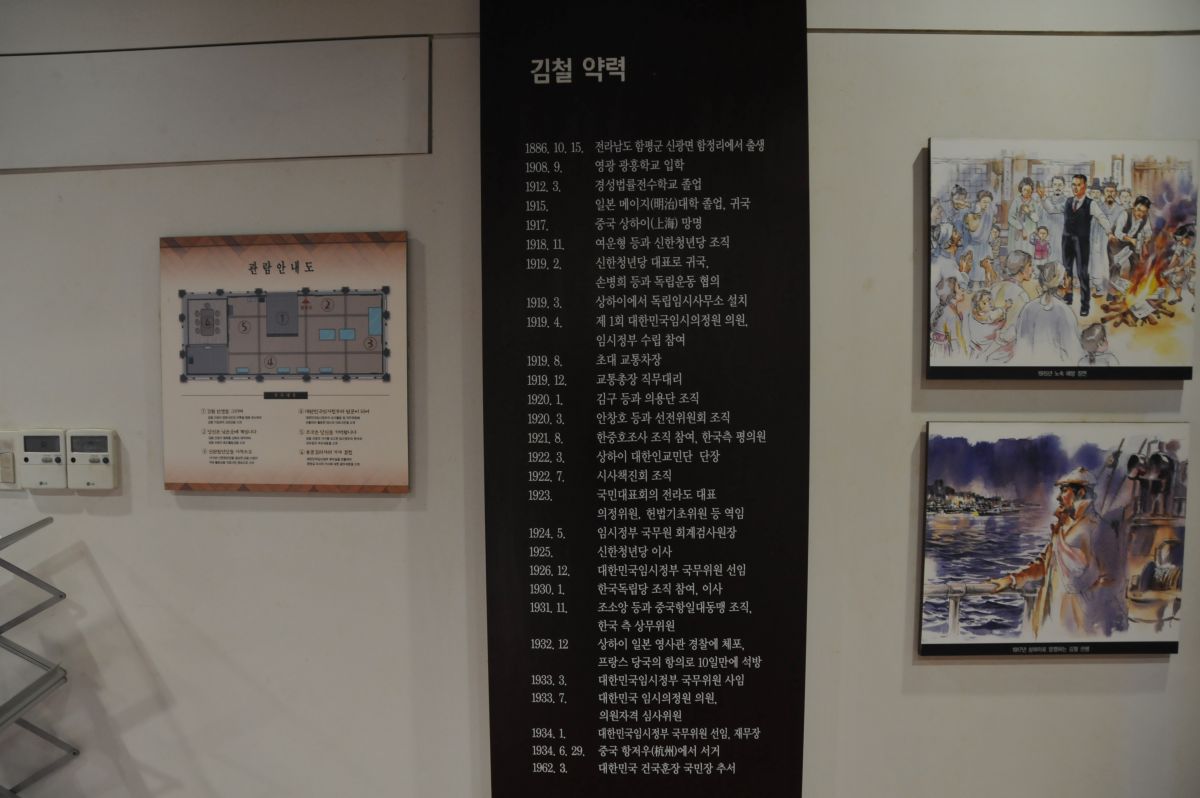 김철 약력
1886. 10. 15. 전라남도 함평군 신광면 함정리에서 출생
1908. 9. 영광 광흥학교 입학
1912. 3. 경성법률전수학교 졸업
1915. 일본 메이지(明治)대학 졸업, 귀국
1917. 중국 상하이(上海) 망명
1918. 11. 여운형 등과 신한청년당 조직
1919. 2. 신한청년당 대표로 귀국,
손병희 등과 독립운동 협의
1919. 3. 상하이에서 독립임시사무소 설치
1919. 4. 제 1회 대한민국임시의정원 의원,
임시정부 수립 참여
1919. 8. 초대 교통차장
1919. 12. 교통총장 직무대리
1920. 1. 김구 등과 의용단 조직
1920. 3. 안창호 등과 선전위원회 조직
1921. 8. 한중호조사 조직 참여, 한국측 평의원
1922. 3. 상하이 대한인교민단 단장
1922. 7. 시사책진회 조직
1923. 국민대표회의 전라도 대표
의정위원, 헌법기초위원 등 역임
1924. 5. 임시정부 국무원 회계검사원장
1925. 신한청년당 이사
1926. 12. 대한민국임시정부 국무위원 선임
1930. 1. 한국독립당 조직 참여, 이사
1931. 11. 조소앙 등과 중국항일대동맹 조직,
한국 측 상무위원
1932. 12 상하이 일본 영사관 경찰에 체포,
프랑스 당국의 항의로 10일만에 석방
1933. 3. 대한민국임시정부 국무위원 사임
1933. 7. 대한민국 임시의정원 의원,
의원자격 심사위원
1934. 1. 대한민국임시정부 국무위원 선임, 재무장
1934. 6. 29. 중국 항저우(杭州)에서 서거
1962. 3. 대한민국 건국훈장 국민장 추서
관람안내도
① ② ③ ④ ⑤ 6
LG
LG